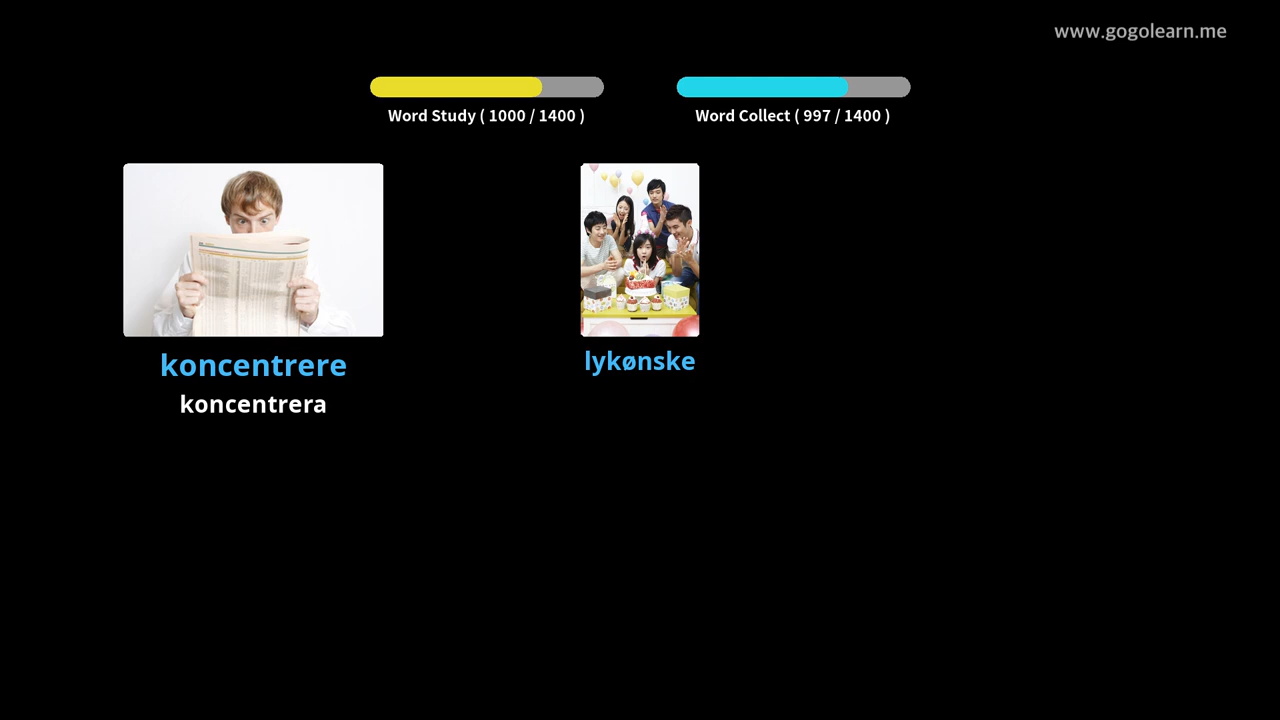 www.gogolearn.me
Word Study ( 1000 / 1400 )
Word Collect ( 997 / 1400 )
koncentrere
koncentrera
lykønske